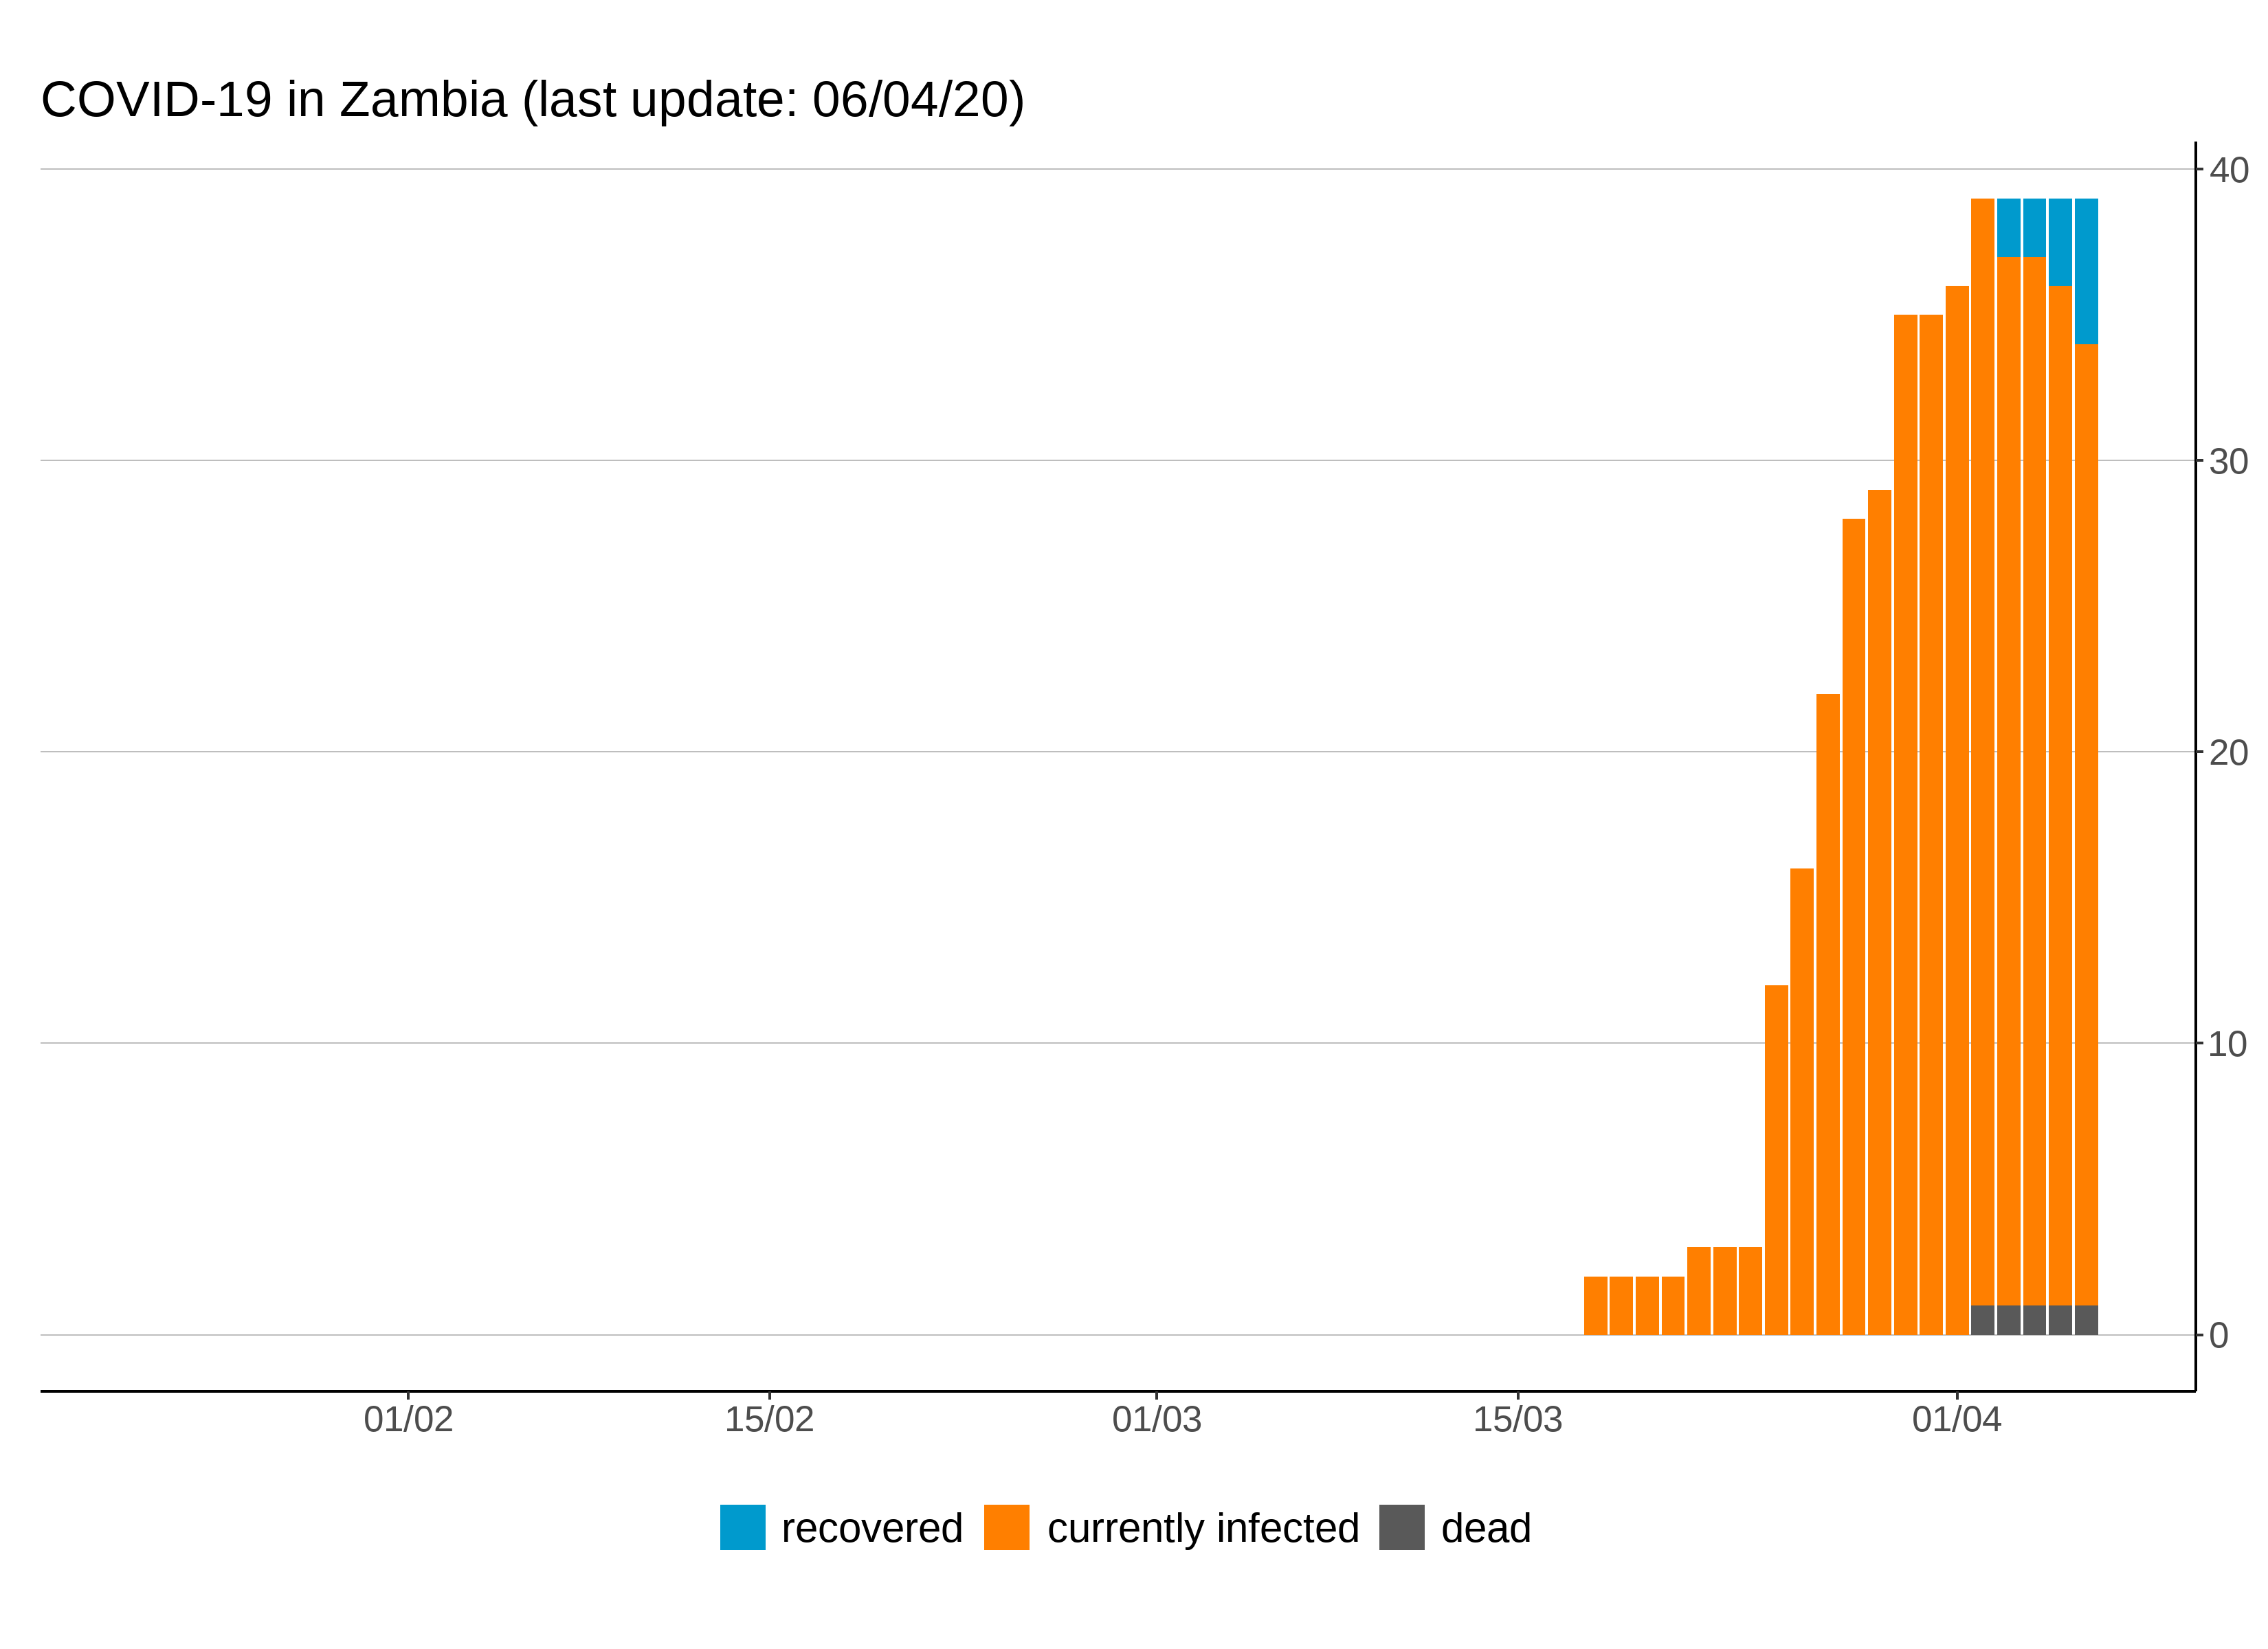 COVID-19 in Zambia (last update: 06/04/20)
40
30
20
10
0
01/02 15/02 01/03 15/03 01/04
recovered currently infected dead